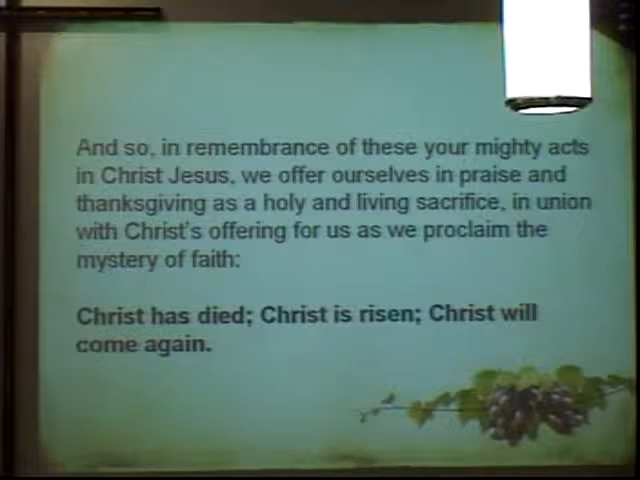 And so, in remembrance of these your mighty acts
in Christ Jesus, we offer ourselves in praise and
thanksgiving as a holy and living sacrifice, in union
with Christ's offering for us as we proclaim the
mystery of faith:
Christ has died; Christ is risen; Christ will
come again.